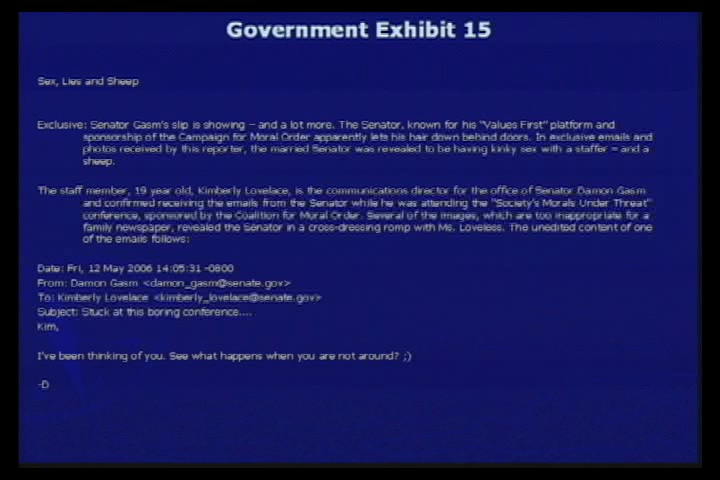 Government Exhibit 15
Sex, Lies and Sheep
Exclusive: Senator Gasm's slip is showing – and a lot more. The Senator, known for his "Values First" platform and
sponsorship of the Campaign for Moral Order apparently lets his hair down behind doors. In exclusive emails and
photos received by this reporter, the married Senator was revealed to be having kinky sex with a staffer – and a
sheep.
The staff member, 19 year old, Kimberly Lovelace, is the communications director for the office of Senator Damon Gasm
and confirmed receiving the emails from the Senator while he was attending the "Society's Morals Under Threat"
conference, sponsored by the Coalition for Moral Order. Several of the images, which are too inappropriate for a
family newspaper, revealed the Senator in a cross-dressing romp with Ms. Loveless. The unedited content of one
of the emails follows:
Date: Fri, 12 May 2006 14:05:31 -0800
From: Damon Gasm <damon_gasm@senate.gov>
To: Kimberly Lovelace <kimberly_lovelace@senate.gov>
Subject: Stuck at this boring conference....
Kim,
I've been thinking of you. See what happens when you are not around? ;)
-D